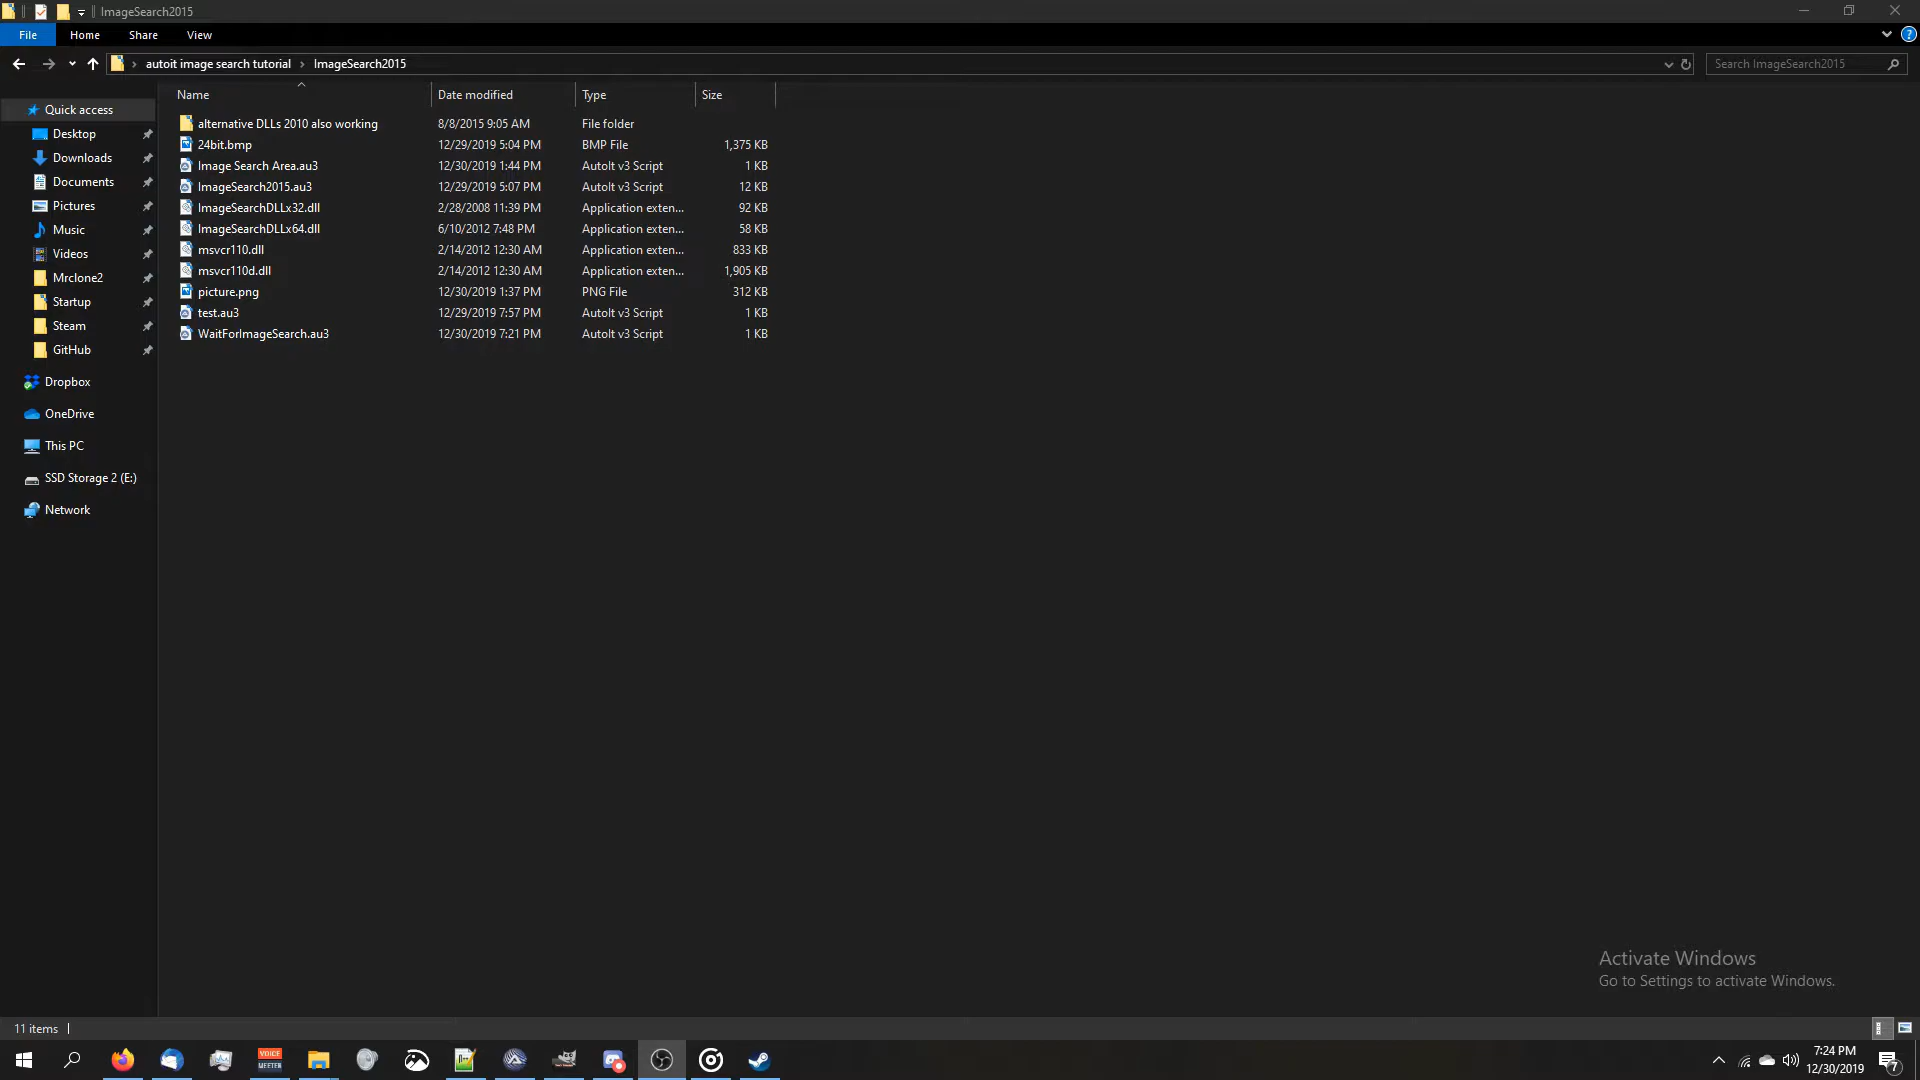 ImageSearch2015
File Home Share View
autoit image search tutorial ImageSearch2015 Search ImageSearch2015
Name Date modified Type Size
Quick access
Desktop
Downloads
Documents
Pictures
Music
Videos
Mrclone2
Startup
Steam
GitHub
Dropbox
OneDrive
This PC
SSD Storage 2 (E:)
Network
alternative DLLs 2010 also working 8/8/2015 9:05 AM File folder
24bit.bmp 12/29/2019 5:04 PM BMP File 1,375 KB
Image Search Area.au3 12/30/2019 1:44 PM AutoIt v3 Script 1 KB
ImageSearch2015.au3 12/29/2019 5:07 PM AutoIt v3 Script 12 KB
ImageSearchDLLx32.dll 2/28/2008 11:39 PM Application exten... 92 KB
ImageSearchDLLx64.dll 6/10/2012 7:48 PM Application exten... 58 KB
msvcr110.dll 2/14/2012 12:30 AM Application exten... 833 KB
msvcr110d.dll 2/14/2012 12:30 AM Application exten... 1,905 KB
picture.png 12/30/2019 1:37 PM PNG File 312 KB
test.au3 12/29/2019 7:57 PM AutoIt v3 Script 1 KB
WaitForImageSearch.au3 12/30/2019 7:21 PM AutoIt v3 Script 1 KB
Activate Windows
Go to Settings to activate Windows.
11 items
VOICE
MEETER
7:24 PM
12/30/2019
7